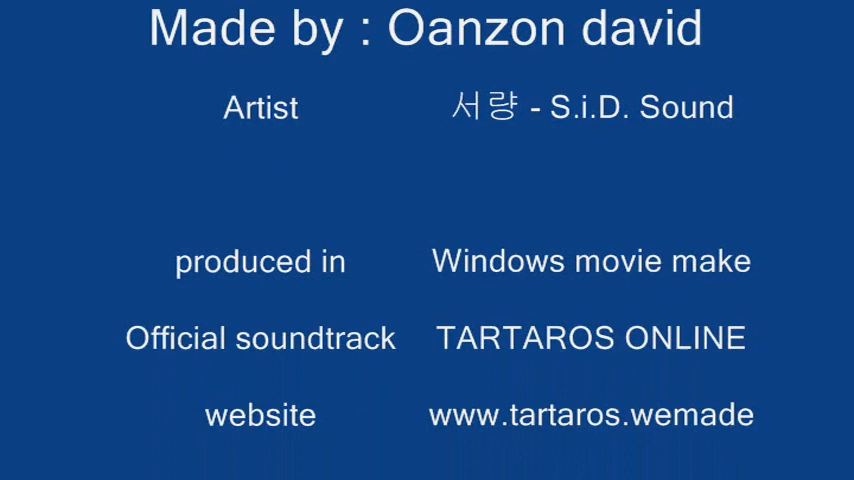 Made by : Oanzon david
Artist 서량 - S.i.D. Sound
produced in Windows movie make
Official soundtrack TARTAROS ONLINE
website www.tartaros.wemade